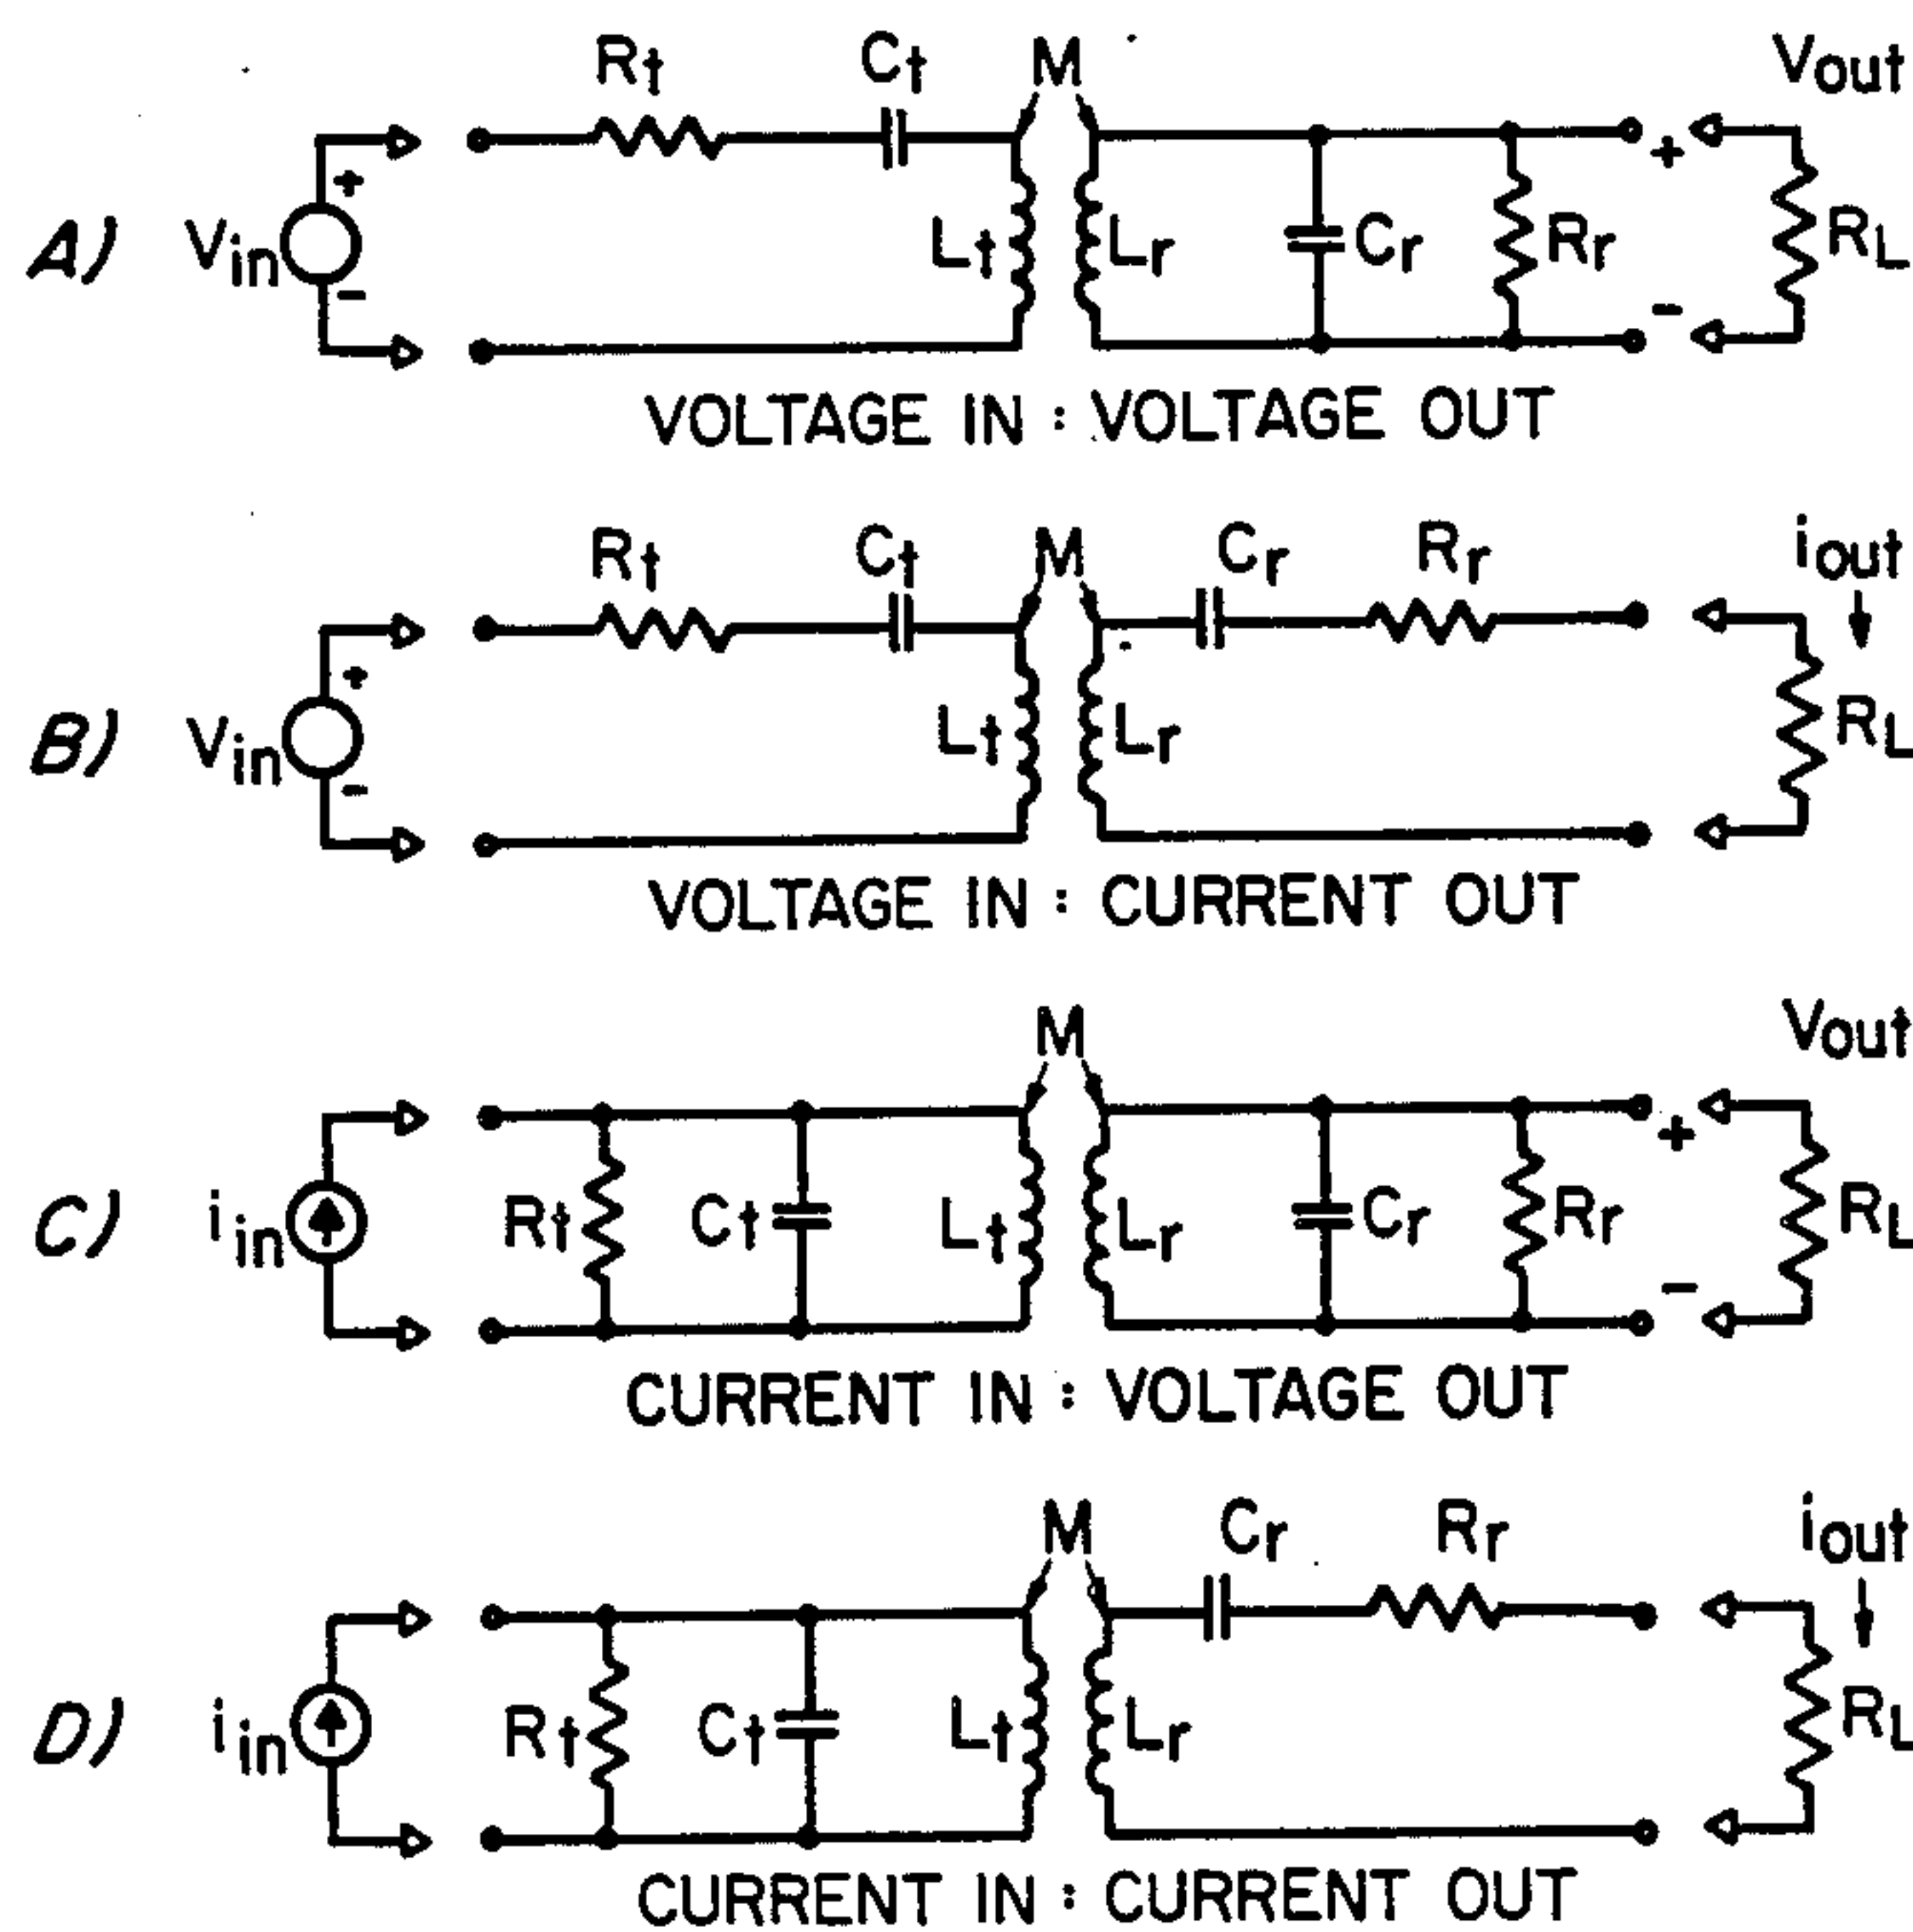 Rt Ct M Vout
A) Vin + - Lt Lr Cr Rr + - RL
VOLTAGE IN : VOLTAGE OUT
Rt Ct M Cr Rr iout
B) Vin + - Lt Lr RL
VOLTAGE IN : CURRENT OUT
M Vout
C) iin Rt Ct Lt Lr Cr Rr + - RL
CURRENT IN : VOLTAGE OUT
M Cr Rr iout
D) iin Rt Ct Lt Lr RL
CURRENT IN : CURRENT OUT